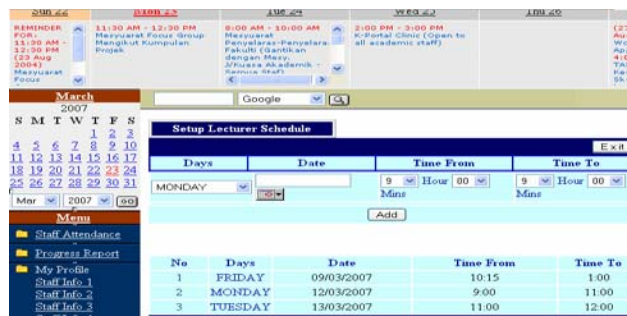 Sun 22
Mon 23
Tue 24
Wed 25
Thu 26
REMINDER
FOR:
11:30 AM -
12:30 PM
(23 Aug
2004)
Mesyuarat
Focus
11:30 AM - 12:30 PM
Mesyuarat Focus Group
Mengikut Kumpulan
Projek
8:00 AM - 10:00 AM
Mesyuarat
Penyelaras-Penyelara
Fakulti (Gantikan
dengan Mesy.
J/Kuasa Akademik -
Semua Staf)
2:00 PM - 3:00 PM
K-Portal Clinic (Open to
all academic staff)
March
2007
S M T W T F S
1 2 3
4 5 6 7 8 9 10
11 12 13 14 15 16 17
18 19 20 21 22 23 24
25 26 27 28 29 30 31
Mar 2007 GO
Menu
Staff Attendance
Progress Report
My Profile
Staff Info 1
Staff Info 2
Staff Info 3
Google
Setup Lecturer Schedule
Exit
Days Date Time From Time To
MONDAY 9 Hour 00 Mins 9 Hour 00 Mins
Add
No Days Date Time From Time To
1 FRIDAY 09/03/2007 10:15 1:00
2 MONDAY 12/03/2007 9:00 11:00
3 TUESDAY 13/03/2007 11:00 12:00